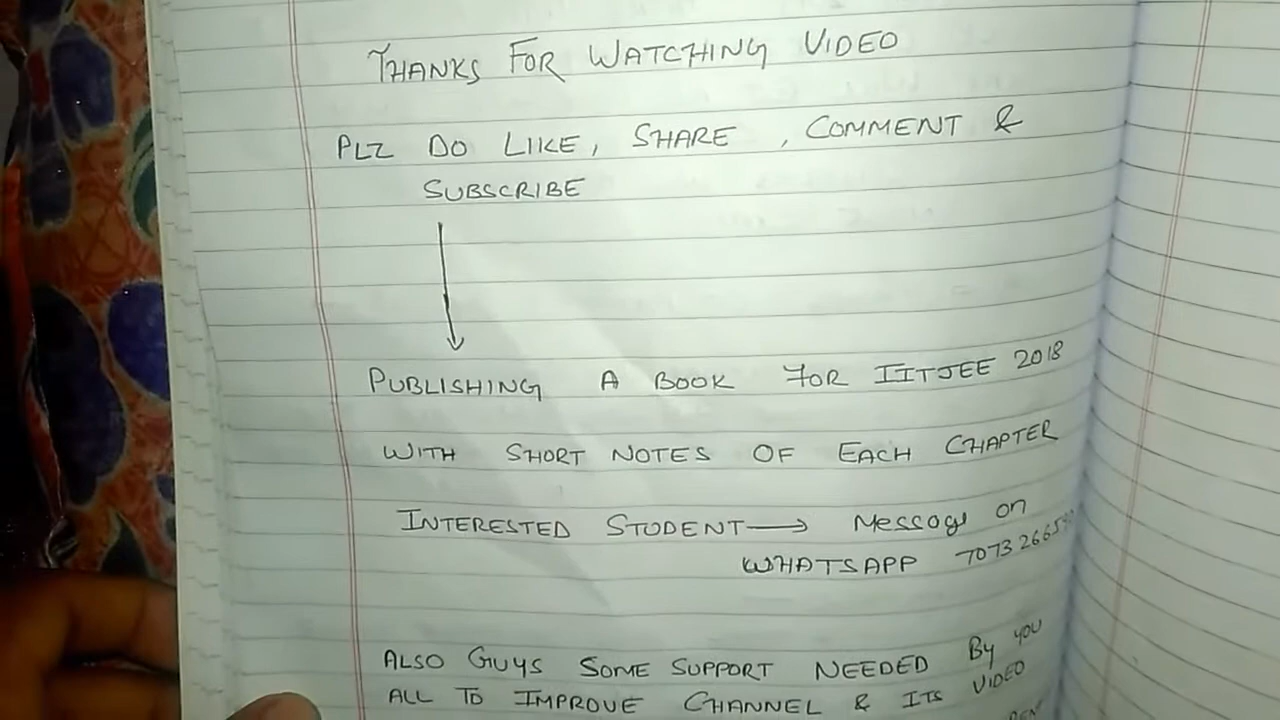 THANKS FOR WATCHING VIDEO
PLZ DO LIKE, SHARE , COMMENT &
SUBSCRIBE
PUBLISHING A BOOK FOR IITJEE 2018
WITH SHORT NOTES OF EACH CHAPTER
INTERESTED STUDENT → Message on
WHATSAPP
ALSO GUYS SOME SUPPORT NEEDED By you
ALL TO IMPROVE CHANNEL & ITS VIDEO